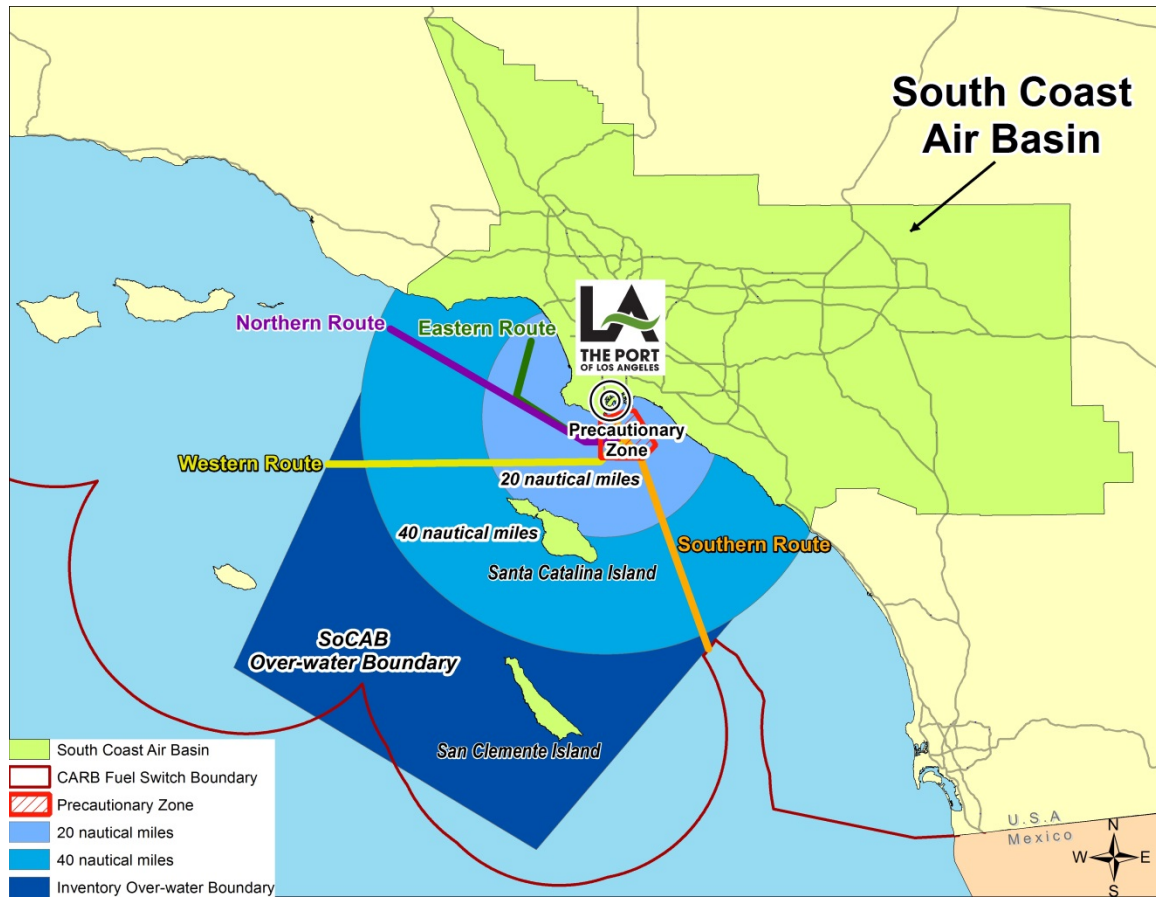 South Coast
Air Basin
Northern Route
Eastern Route
LA
THE PORT
OF LOS ANGELES
Precautionary
Zone
Western Route
20 nautical miles
40 nautical miles
Southern Route
Santa Catalina Island
SoCAB
Over-water Boundary
San Clemente Island
South Coast Air Basin
CARB Fuel Switch Boundary
Precautionary Zone
20 nautical miles
40 nautical miles
Inventory Over-water Boundary
U.S.A
Mexico
N
W E
S